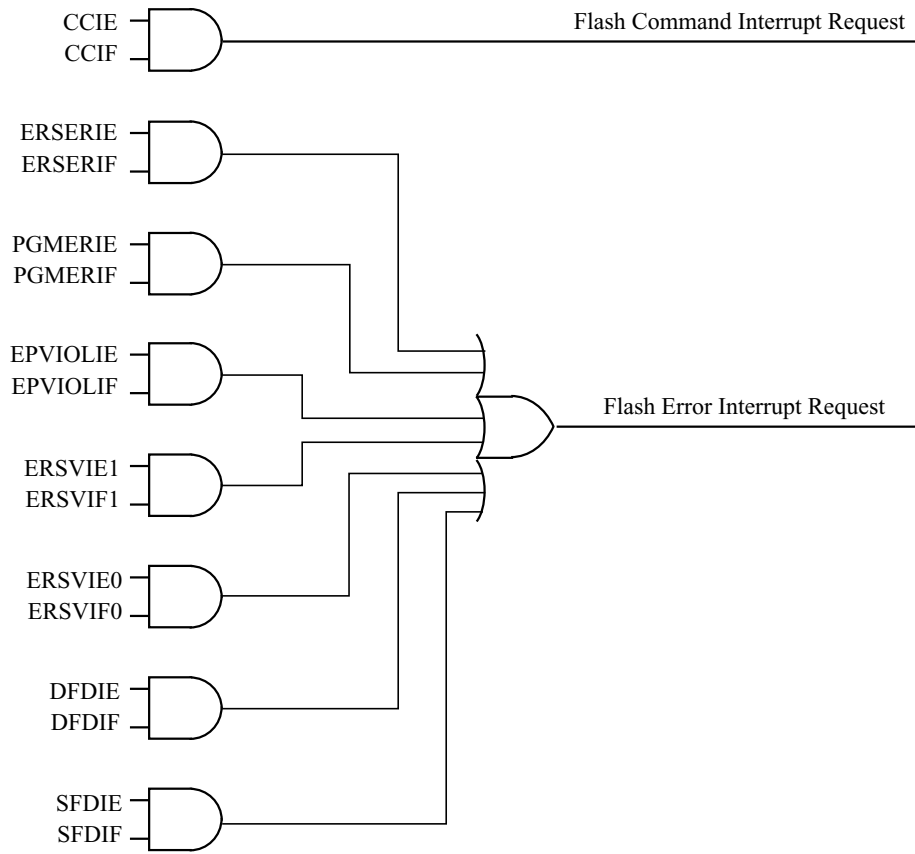 CCIE
CCIF
Flash Command Interrupt Request
ERSERIE
ERSERIF
PGMERIE
PGMERIF
EPVIOLIE
EPVIOLIF
Flash Error Interrupt Request
ERSVIE1
ERSVIF1
ERSVIE0
ERSVIF0
DFDIE
DFDIF
SFDIE
SFDIF